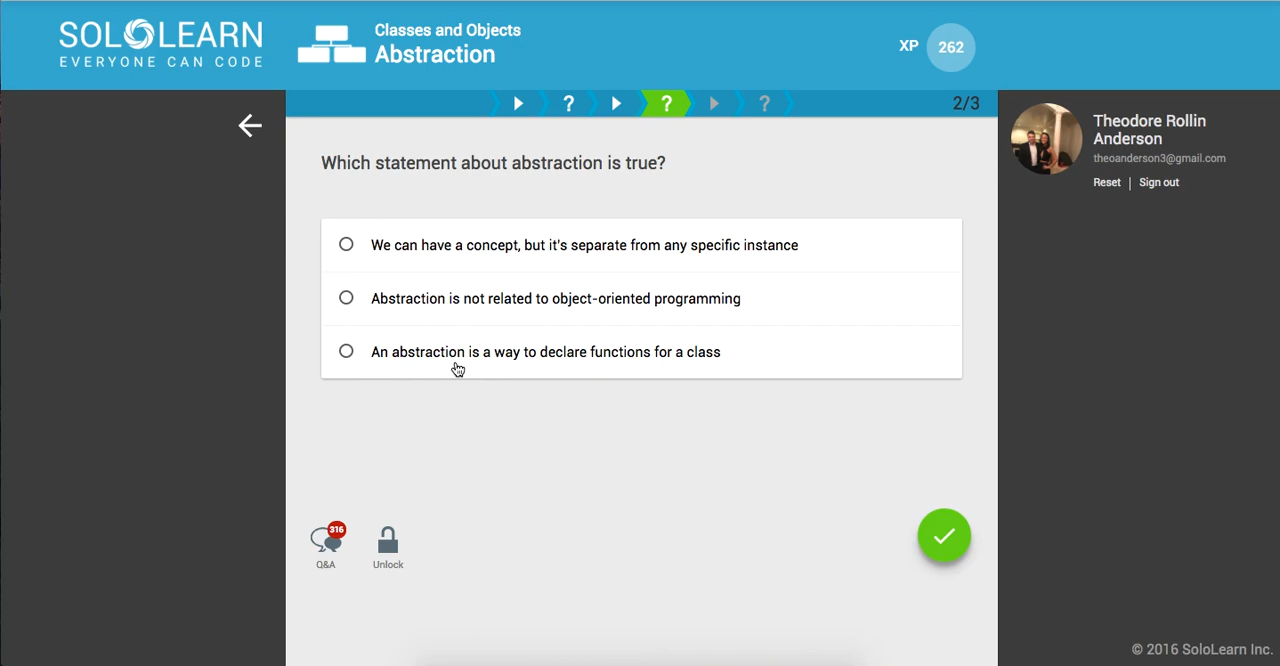 SOLOLEARN
EVERYONE CAN CODE
Classes and Objects
Abstraction
XP 262
? ? ? 2/3
Theodore Rollin
Anderson
theoanderson3@gmail.com
Reset | Sign out
Which statement about abstraction is true?
We can have a concept, but it's separate from any specific instance
Abstraction is not related to object-oriented programming
An abstraction is a way to declare functions for a class
316
Q&A Unlock
© 2016 SoloLearn Inc.